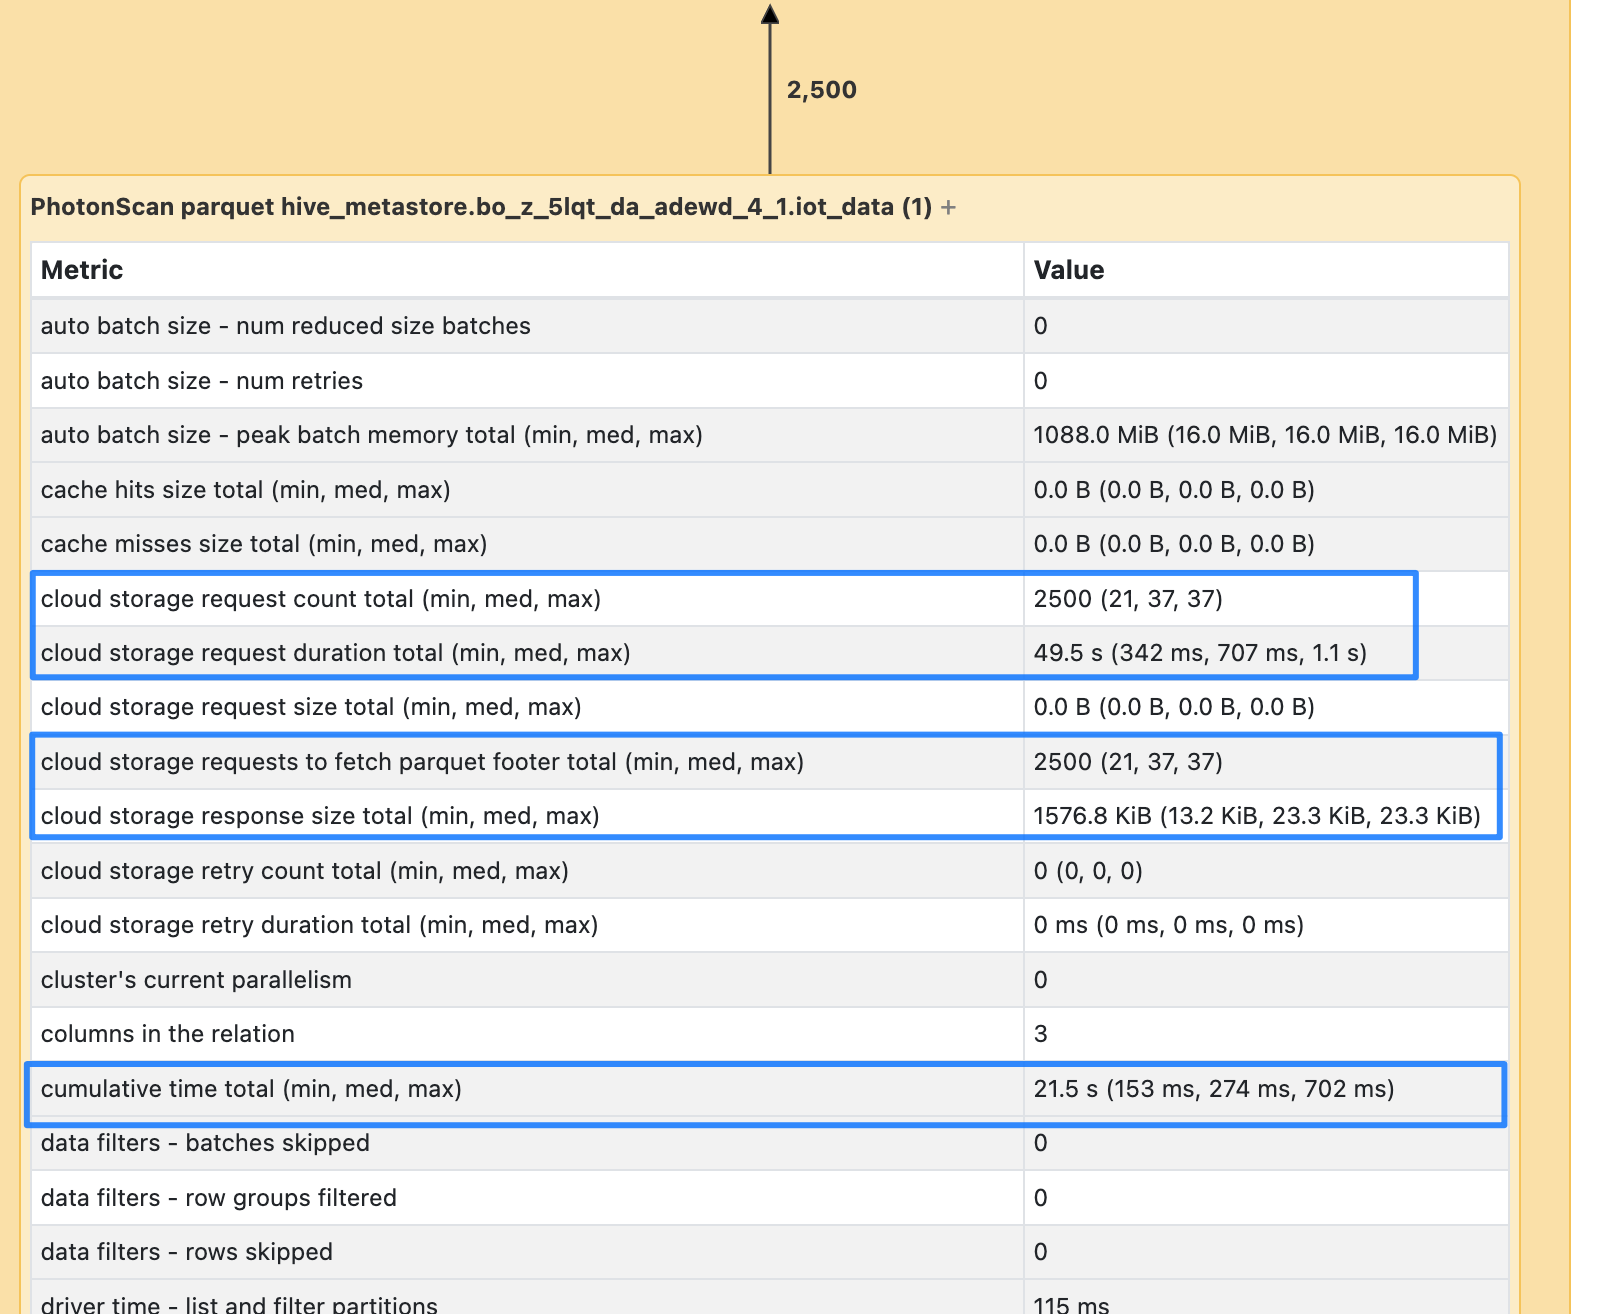 2,500
PhotonScan parquet hive_metastore.bo_z_5lqt_da_adewd_4_1.iot_data (1) +
Metric Value
auto batch size - num reduced size batches 0
auto batch size - num retries 0
auto batch size - peak batch memory total (min, med, max) 1088.0 MiB (16.0 MiB, 16.0 MiB, 16.0 MiB)
cache hits size total (min, med, max) 0.0 B (0.0 B, 0.0 B, 0.0 B)
cache misses size total (min, med, max) 0.0 B (0.0 B, 0.0 B, 0.0 B)
cloud storage request count total (min, med, max) 2500 (21, 37, 37)
cloud storage request duration total (min, med, max) 49.5 s (342 ms, 707 ms, 1.1 s)
cloud storage request size total (min, med, max) 0.0 B (0.0 B, 0.0 B, 0.0 B)
cloud storage requests to fetch parquet footer total (min, med, max) 2500 (21, 37, 37)
cloud storage response size total (min, med, max) 1576.8 KiB (13.2 KiB, 23.3 KiB, 23.3 KiB)
cloud storage retry count total (min, med, max) 0 (0, 0, 0)
cloud storage retry duration total (min, med, max) 0 ms (0 ms, 0 ms, 0 ms)
cluster's current parallelism 0
columns in the relation 3
cumulative time total (min, med, max) 21.5 s (153 ms, 274 ms, 702 ms)
data filters - batches skipped 0
data filters - row groups filtered 0
data filters - rows skipped 0
driver time - list and filter partitions 115 ms